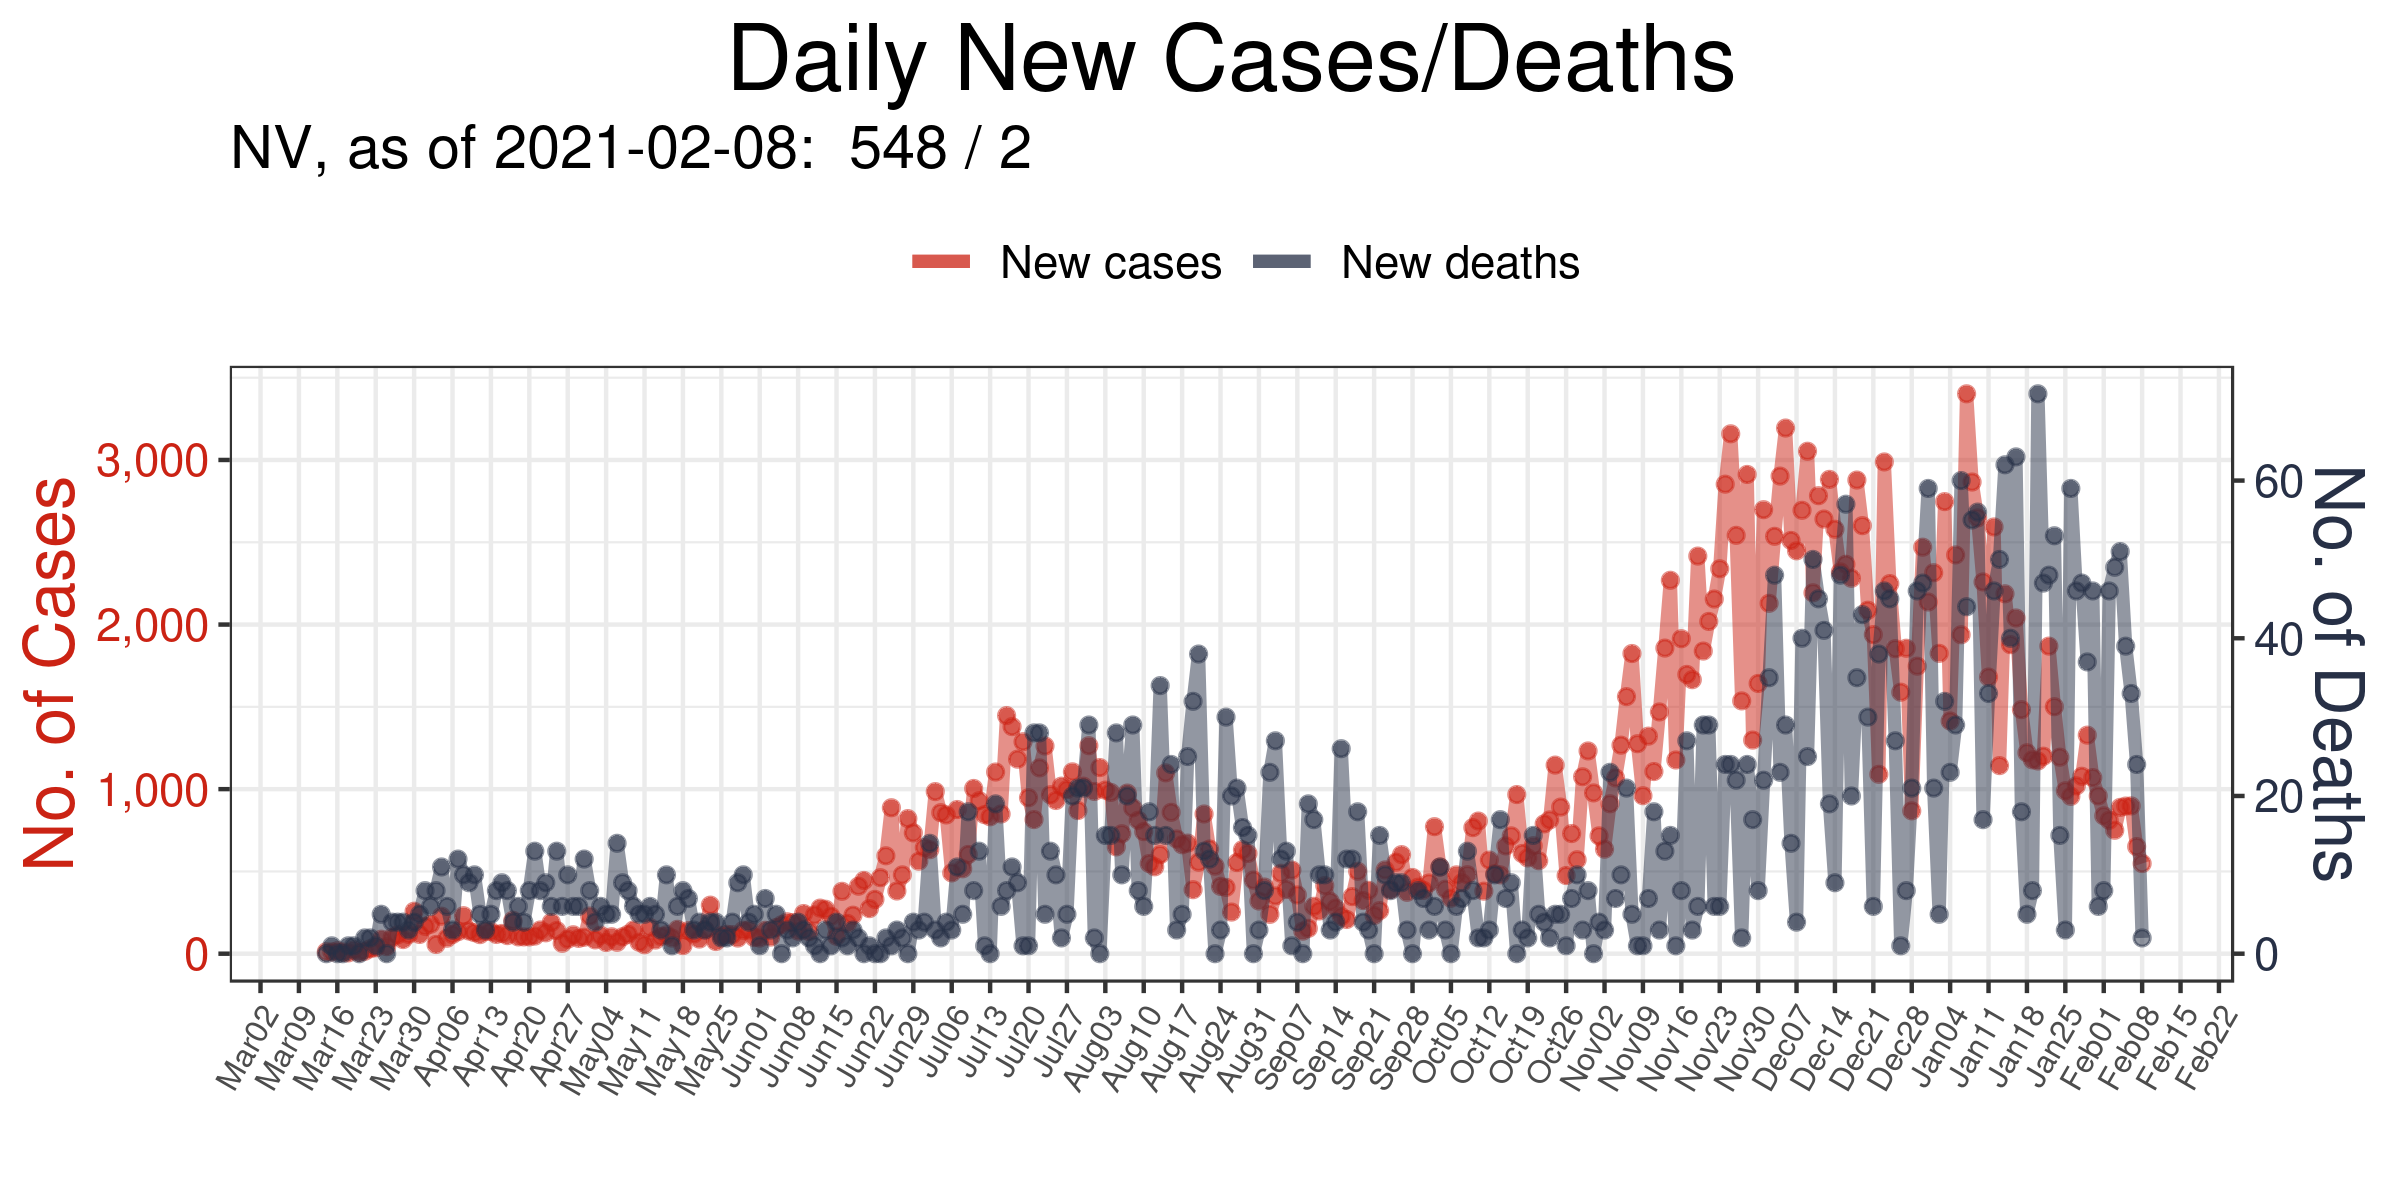 Daily New Cases/Deaths
NV, as of 2021-02-08:  548 / 2
New cases
New deaths
No. of Cases
3,000
2,000
1,000
0
60
40
20
0
No. of Deaths
Mar02
Mar09
Mar16
Mar23
Mar30
Apr06
Apr13
Apr20
Apr27
May04
May11
May18
May25
Jun01
Jun08
Jun15
Jun22
Jun29
Jul06
Jul13
Jul20
Jul27
Aug03
Aug10
Aug17
Aug24
Aug31
Sep07
Sep14
Sep21
Sep28
Oct05
Oct12
Oct19
Oct26
Nov02
Nov09
Nov16
Nov23
Nov30
Dec07
Dec14
Dec21
Dec28
Dec04
Jan11
Jan18
Jan25
Feb01
Feb08
Feb15
Feb22